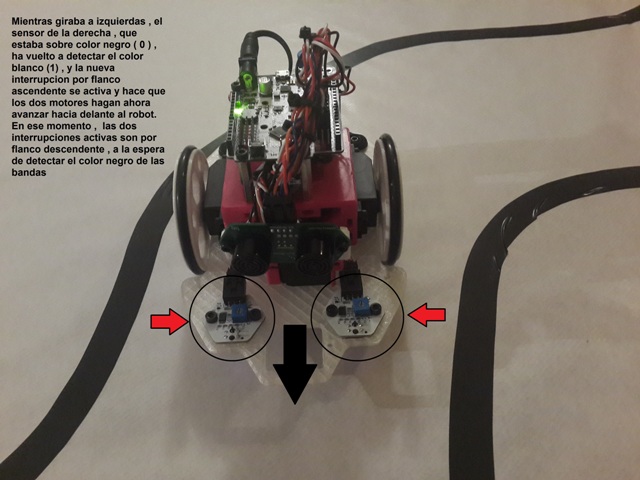 Mientras giraba a izquierdas , el
sensor de la derecha , que
estaba sobre color negro ( 0 ) ,
ha vuelto a detectar el color
blanco (1) , y la nueva
interrupcion por flanco
ascendente se activa y hace que
los dos motores hagan ahora
avanzar hacia delante al robot.
En ese momento , las dos
interrupciones activas son por
flanco descendente , a la espera
de detectar el color negro de las
bandas